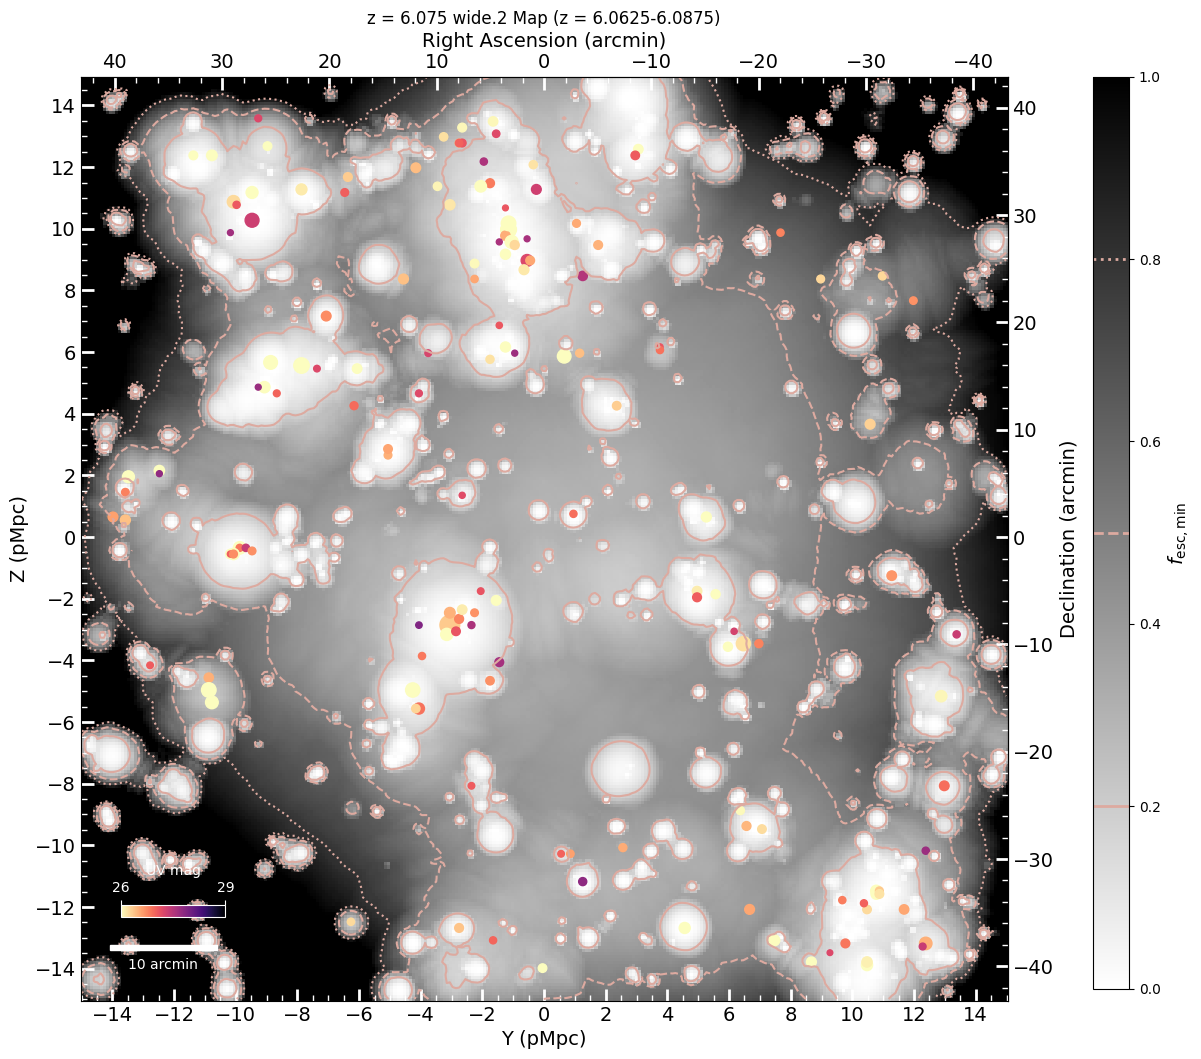 z = 6.075 wide.2 Map (z = 6.0625-6.0875)
Right Ascension (arcmin)
40 30 20 10 0 −10 −20 −30 −40
14 12 10 8 6 4 2 0 −2 −4 −6 −8 −10 −12 −14
Z (pMpc)
40 30 20 10 0 −10 −20 −30 −40
Declination (arcmin)
1.0 0.8 0.6 0.4 0.2 0.0
fesc,min
UV mag
26 29
10 arcmin
−14 −12 −10 −8 −6 −4 −2 0 2 4 6 8 10 12 14
Y (pMpc)